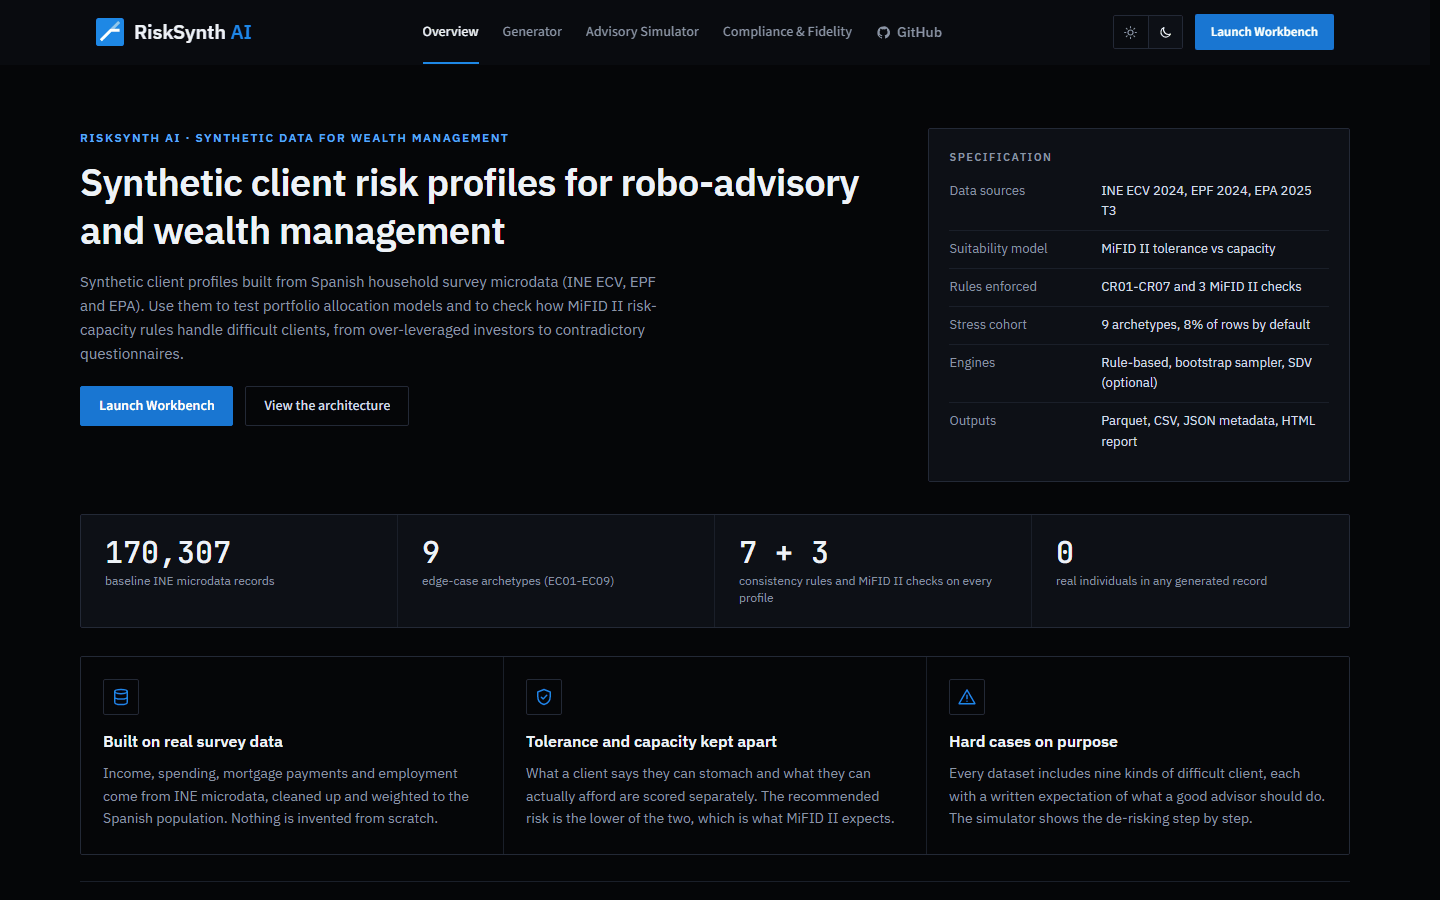 RiskSynth AI
Overview
Generator
Advisory Simulator
Compliance & Fidelity
GitHub
Launch Workbench
RISKSYNTH AI · SYNTHETIC DATA FOR WEALTH MANAGEMENT
Synthetic client risk profiles for robo-advisory
and wealth management
Synthetic client profiles built from Spanish household survey microdata (INE ECV, EPF
and EPA). Use them to test portfolio allocation models and to check how MiFID II risk-
capacity rules handle difficult clients, from over-leveraged investors to contradictory
questionnaires.
Launch Workbench
View the architecture
SPECIFICATION
Data sources
INE ECV 2024, EPF 2024, EPA 2025
T3
Suitability model
MiFID II tolerance vs capacity
Rules enforced
CR01-CR07 and 3 MiFID II checks
Stress cohort
9 archetypes, 8% of rows by default
Engines
Rule-based, bootstrap sampler, SDV
(optional)
Outputs
Parquet, CSV, JSON metadata, HTML
report
170,307
baseline INE microdata records
9
edge-case archetypes (EC01-EC09)
7 + 3
consistency rules and MiFID II checks on every
profile
0
real individuals in any generated record
Built on real survey data
Income, spending, mortgage payments and employment
come from INE microdata, cleaned up and weighted to the
Spanish population. Nothing is invented from scratch.
Tolerance and capacity kept apart
What a client says they can stomach and what they can
actually afford are scored separately. The recommended
risk is the lower of the two, which is what MiFID II expects.
Hard cases on purpose
Every dataset includes nine kinds of difficult client, each
with a written expectation of what a good advisor should do.
The simulator shows the de-risking step by step.